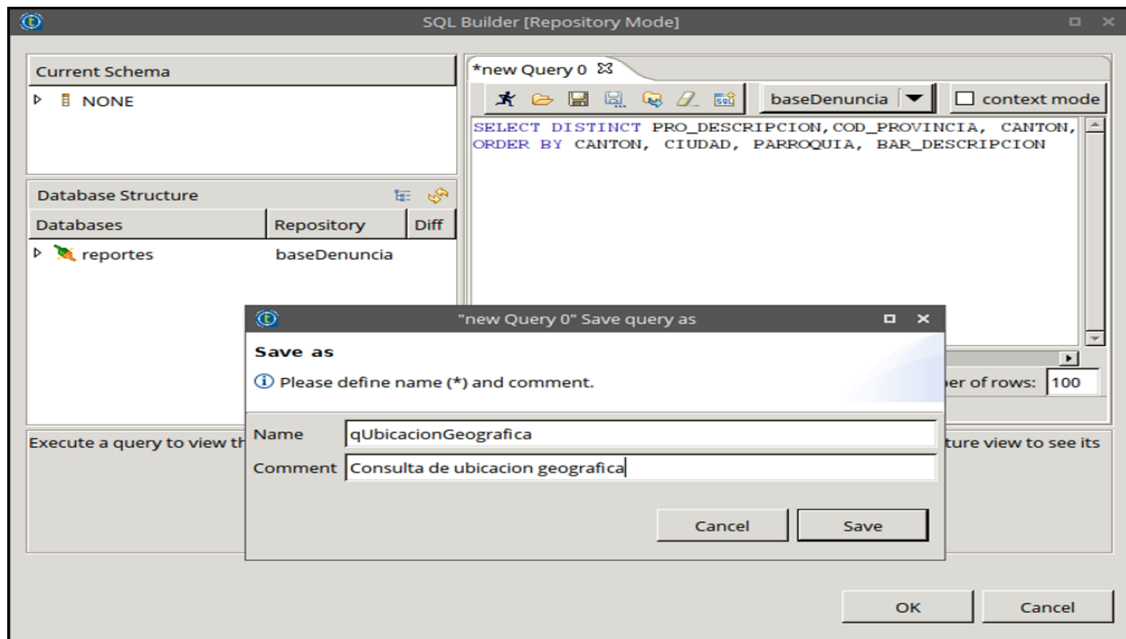 SQL Builder [Repository Mode]
Current Schema
NONE
*new Query 0
baseDenuncia
context mode
SELECT DISTINCT PRO_DESCRIPCION,COD_PROVINCIA, CANTON,
ORDER BY CANTON, CIUDAD, PARROQUIA, BAR_DESCRIPCION
Database Structure
Databases Repository Diff
reportes baseDenuncia
"new Query 0" Save query as
Save as
Please define name (*) and comment.
of rows: 100
Name qUbicacionGeografica
Execute a query to view
view to see its
Comment Consulta de ubicacion geografica
Cancel Save
OK Cancel